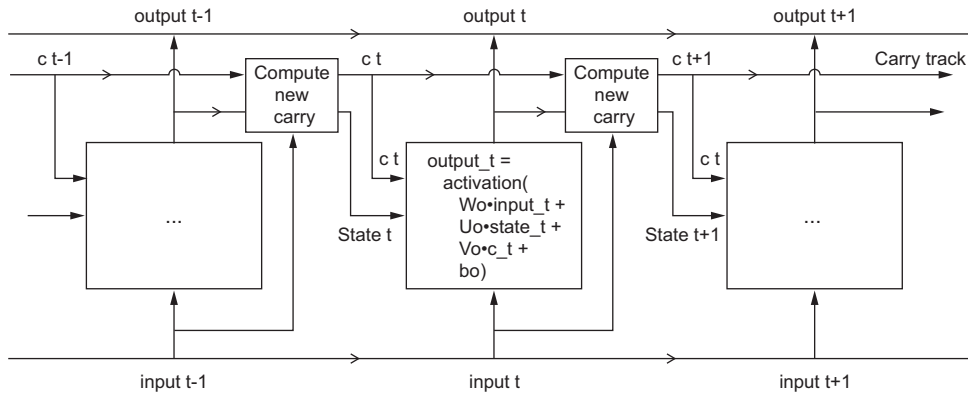 output t-1
output t
output t+1
c t-1
Compute
new
carry
c t
Compute
new
carry
c t+1
Carry track
...
c t
State t
output_t =
activation(
Wo•input_t +
Uo•state_t +
Vo•c_t +
bo)
c t
State t+1
...
input t-1
input t
input t+1